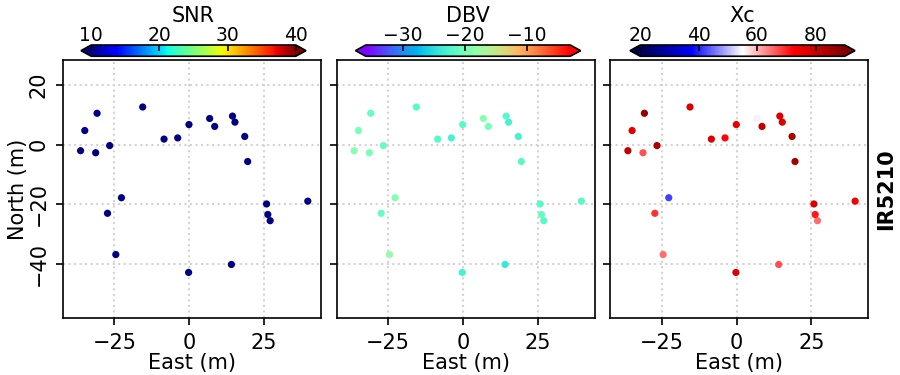 SNR DBV Xc
10 20 30 40 −30 −20 −10 20 40 60 80
20
0
−20
−40
North (m)
IR5210
−25 0 25 −25 0 25 −25 0 25
East (m) East (m) East (m)